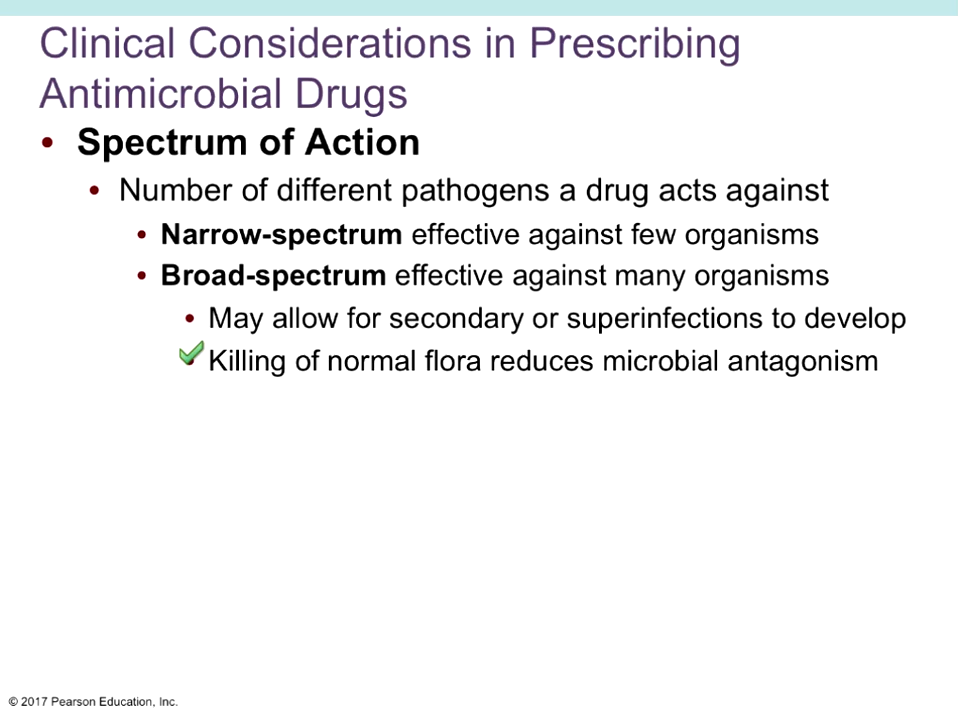 Clinical Considerations in Prescribing
Antimicrobial Drugs
• Spectrum of Action
• Number of different pathogens a drug acts against
• Narrow-spectrum effective against few organisms
• Broad-spectrum effective against many organisms
• May allow for secondary or superinfections to develop
Killing of normal flora reduces microbial antagonism
© 2017 Pearson Education, Inc.